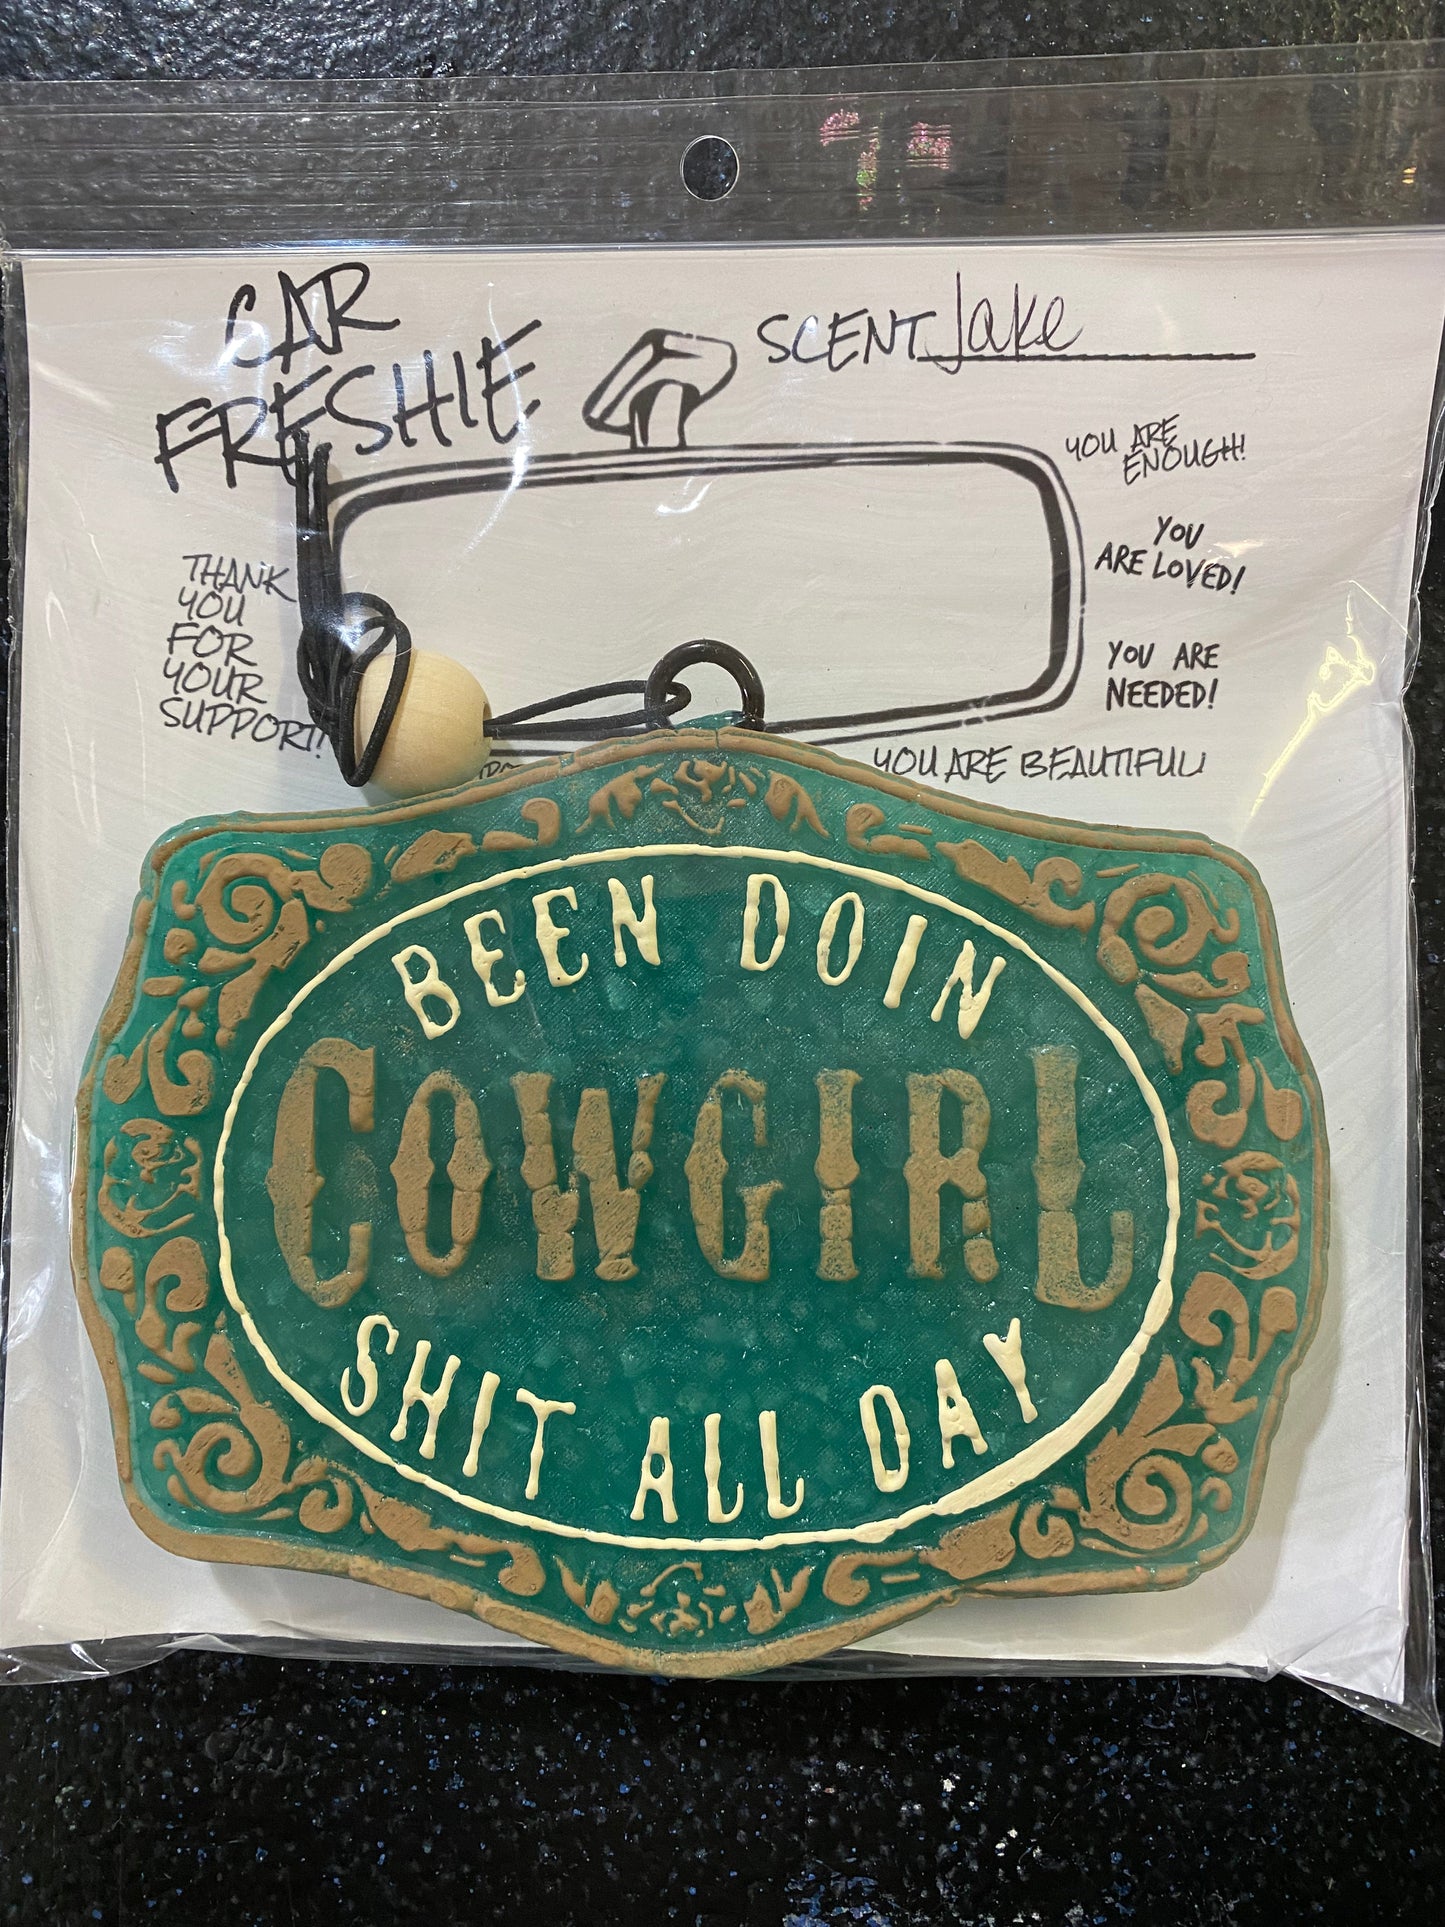 CAR
FRESHIE
SCENT Jake
YOU ARE
ENOUGH!
YOU
ARE LOVED!
YOU ARE
NEEDED!
YOU ARE BEAUTIFUL!
THANK
YOU
FOR
YOUR
SUPPORT!
BEEN DOIN
COWGIRL
SHIT ALL DAY